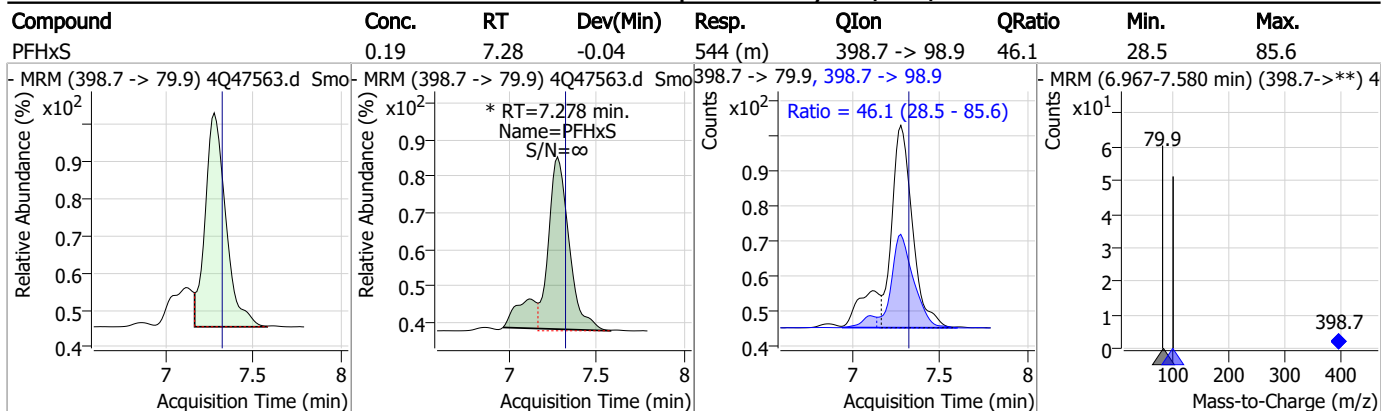 Compound Conc. RT Dev(Min) Resp. QIon QRatio Min. Max.
PFHxS 0.19 7.28 -0.04 544 (m) 398.7 -> 98.9 46.1 28.5 85.6
- MRM (398.7 -> 79.9) 4Q47563.d Smo
x10²
Relative Abundance (%)
0.9
0.8
0.7
0.6
0.5
0.4
7 7.5 8
Acquisition Time (min)
- MRM (398.7 -> 79.9) 4Q47563.d Smo
x10²
* RT=7.278 min.
Name=PFHxS
S/N=∞
Relative Abundance (%)
0.9
0.8
0.7
0.6
0.5
0.4
7 7.5 8
Acquisition Time (min)
398.7 -> 79.9, 398.7 -> 98.9
x10²
Ratio = 46.1 (28.5 - 85.6)
Counts
0.9
0.8
0.7
0.6
0.5
0.4
7 7.5 8
Acquisition Time (min)
- MRM (6.967-7.580 min) (398.7->**) 4
x10¹
Counts
79.9
6
5
4
3
2
1
398.7
0
100 200 300 400
Mass-to-Charge (m/z)